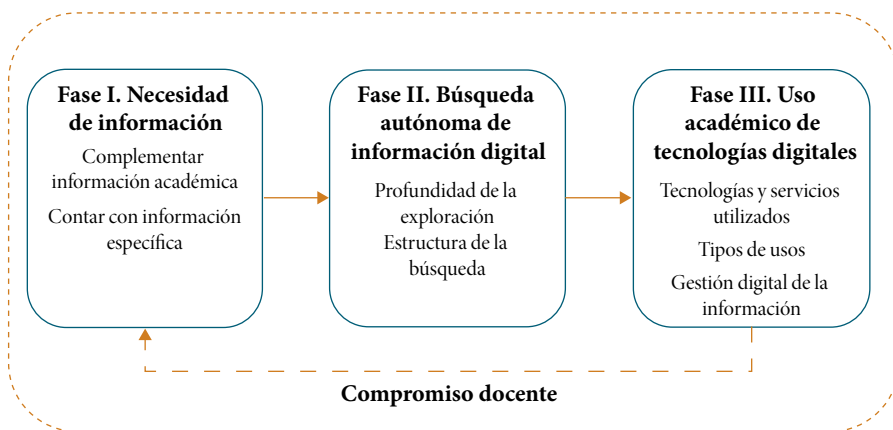 Fase I. Necesidad
de información
Complementar
información académica
Contar con información
específica
Fase II. Búsqueda
autónoma de
información digital
Profundidad de la
exploración
Estructura de la
búsqueda
Fase III. Uso
académico de
tecnologías digitales
Tecnologías y servicios
utilizados
Tipos de usos
Gestión digital de la
información
Compromiso docente